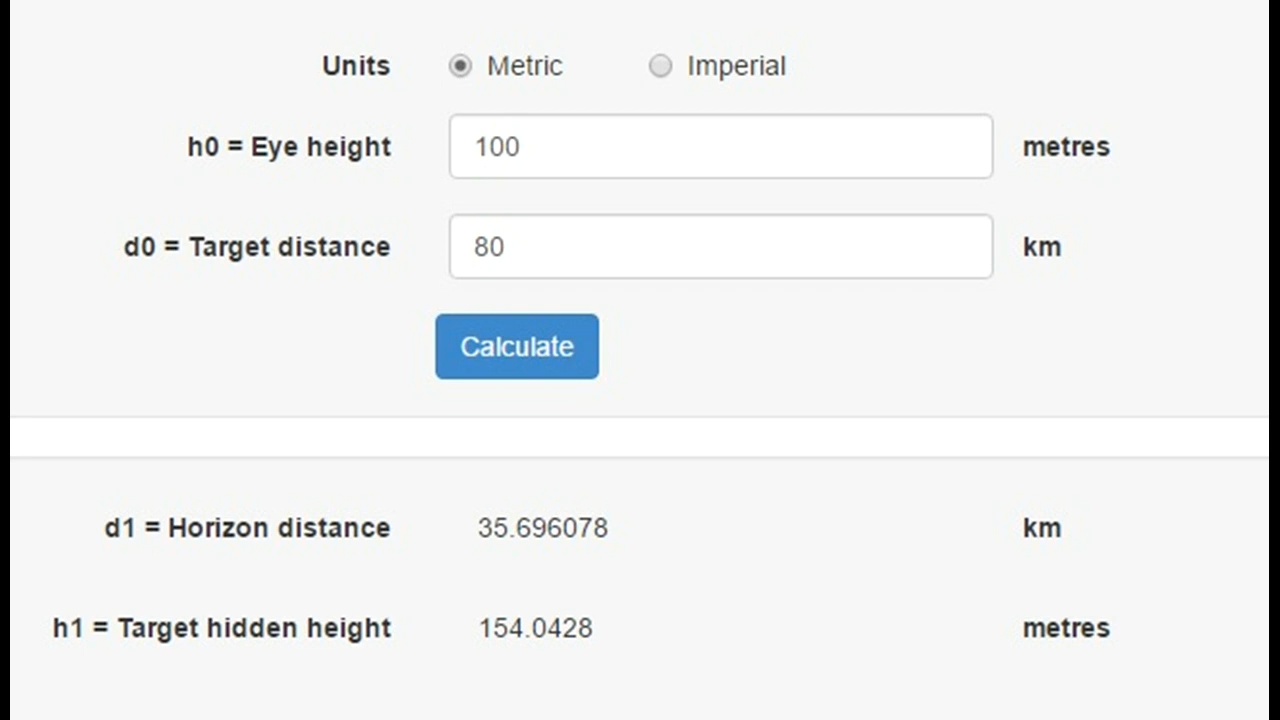 Units Metric Imperial
h0 = Eye height 100 metres
d0 = Target distance 80 km
Calculate
d1 = Horizon distance 35.696078 km
h1 = Target hidden height 154.0428 metres